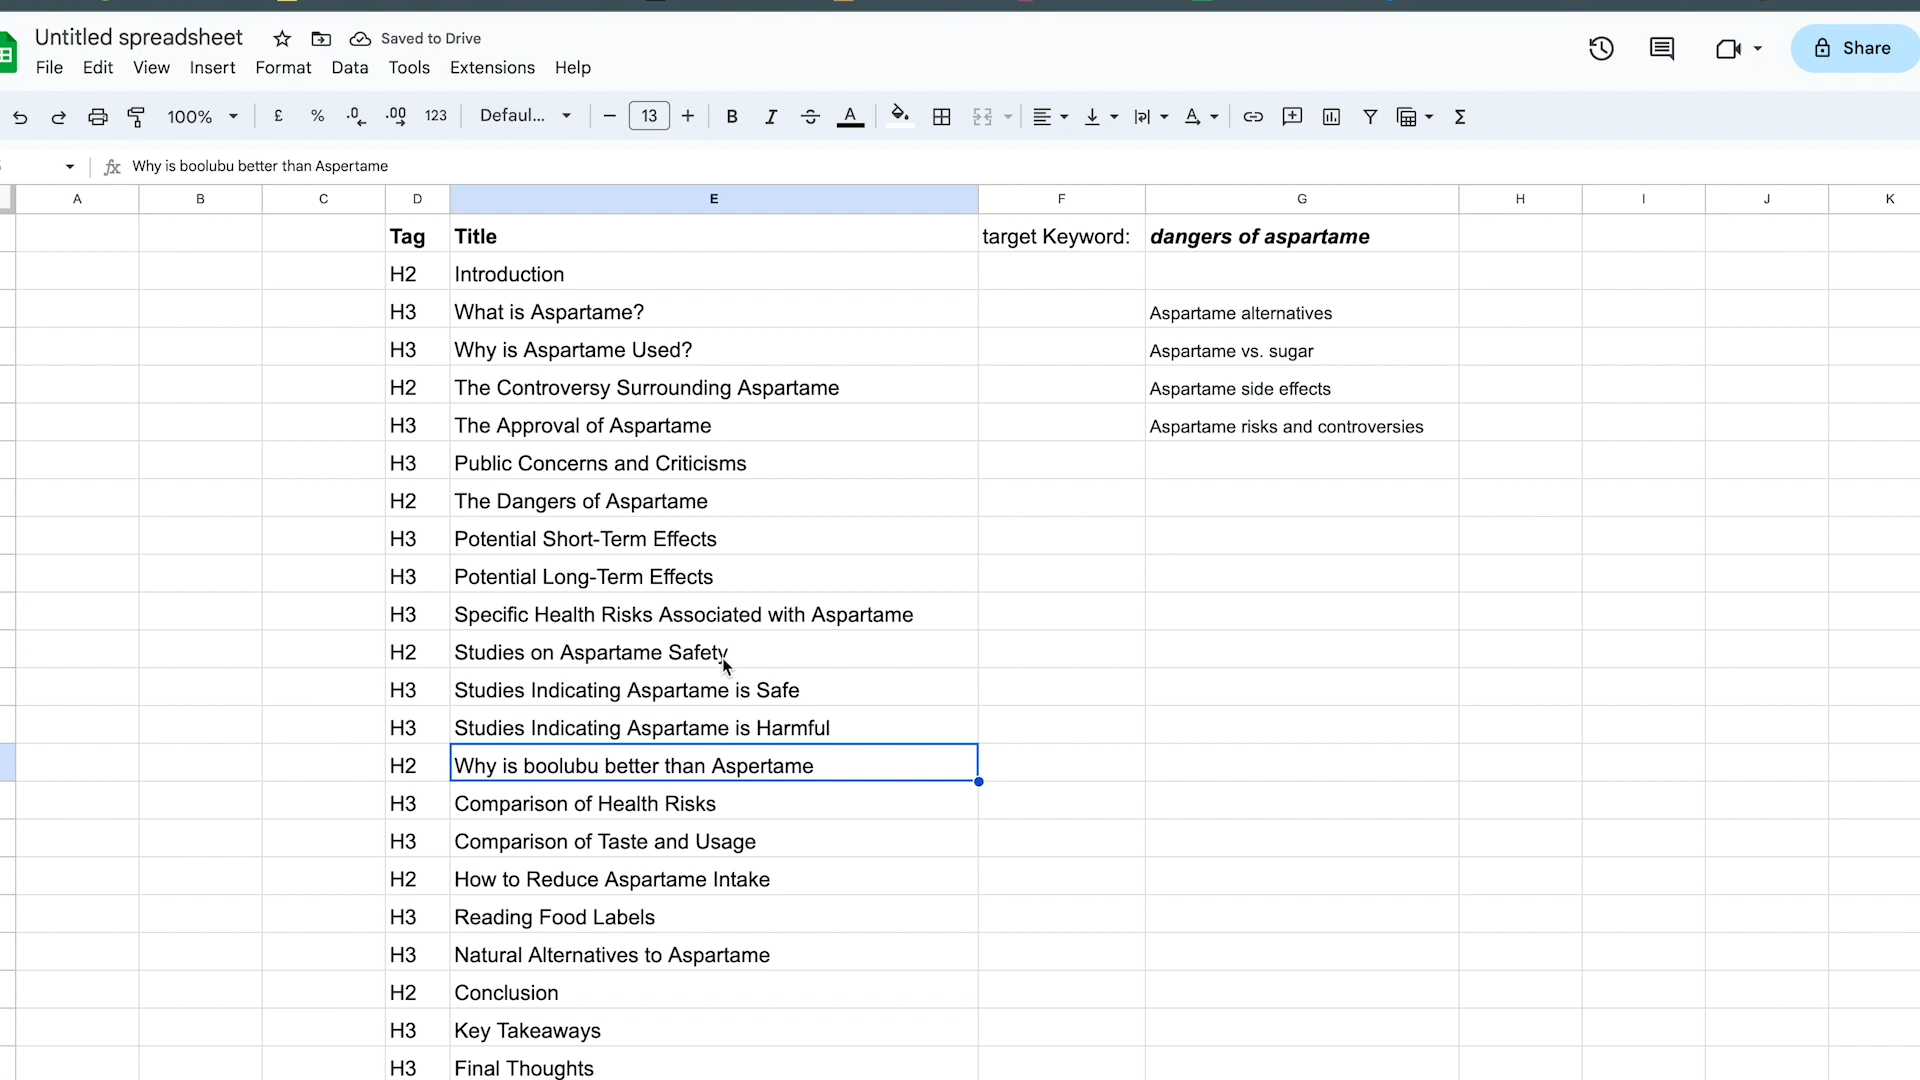 Untitled spreadsheet Saved to Drive
File Edit View Insert Format Data Tools Extensions Help
Share
100% £ % .0 .00 123 Defaul... 13 B I A Σ
fx Why is boolubu better than Aspertame
A B C D E F G H I J K
Tag Title target Keyword: dangers of aspartame
H2 Introduction
H3 What is Aspartame? Aspartame alternatives
H3 Why is Aspartame Used? Aspartame vs. sugar
H2 The Controversy Surrounding Aspartame Aspartame side effects
H3 The Approval of Aspartame Aspartame risks and controversies
H3 Public Concerns and Criticisms
H2 The Dangers of Aspartame
H3 Potential Short-Term Effects
H3 Potential Long-Term Effects
H3 Specific Health Risks Associated with Aspartame
H2 Studies on Aspartame Safety
H3 Studies Indicating Aspartame is Safe
H3 Studies Indicating Aspartame is Harmful
H2 Why is boolubu better than Aspertame
H3 Comparison of Health Risks
H3 Comparison of Taste and Usage
H2 How to Reduce Aspartame Intake
H3 Reading Food Labels
H3 Natural Alternatives to Aspartame
H2 Conclusion
H3 Key Takeaways
H3 Final Thoughts